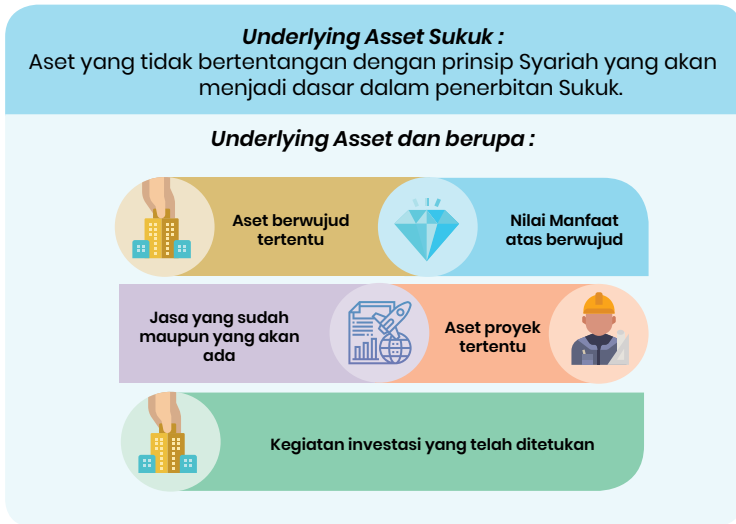 Underlying Asset Sukuk :
Aset yang tidak bertentangan dengan prinsip Syariah yang akan
menjadi dasar dalam penerbitan Sukuk.
Underlying Asset dan berupa :
Aset berwujud
tertentu
Nilai Manfaat
atas berwujud
Jasa yang sudah
maupun yang akan
ada
Aset proyek
tertentu
Kegiatan investasi yang telah ditetukan